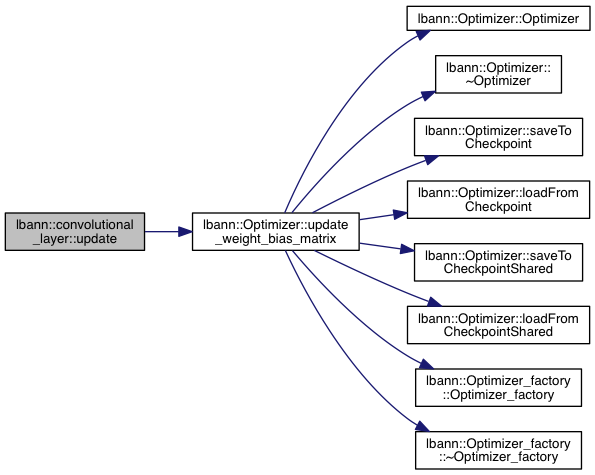 lbann::convolutional
_layer::update
lbann::Optimizer::update
_weight_bias_matrix
lbann::Optimizer::Optimizer
lbann::Optimizer::
~Optimizer
lbann::Optimizer::saveTo
Checkpoint
lbann::Optimizer::loadFrom
Checkpoint
lbann::Optimizer::saveTo
CheckpointShared
lbann::Optimizer::loadFrom
CheckpointShared
lbann::Optimizer_factory
::Optimizer_factory
lbann::Optimizer_factory
::~Optimizer_factory